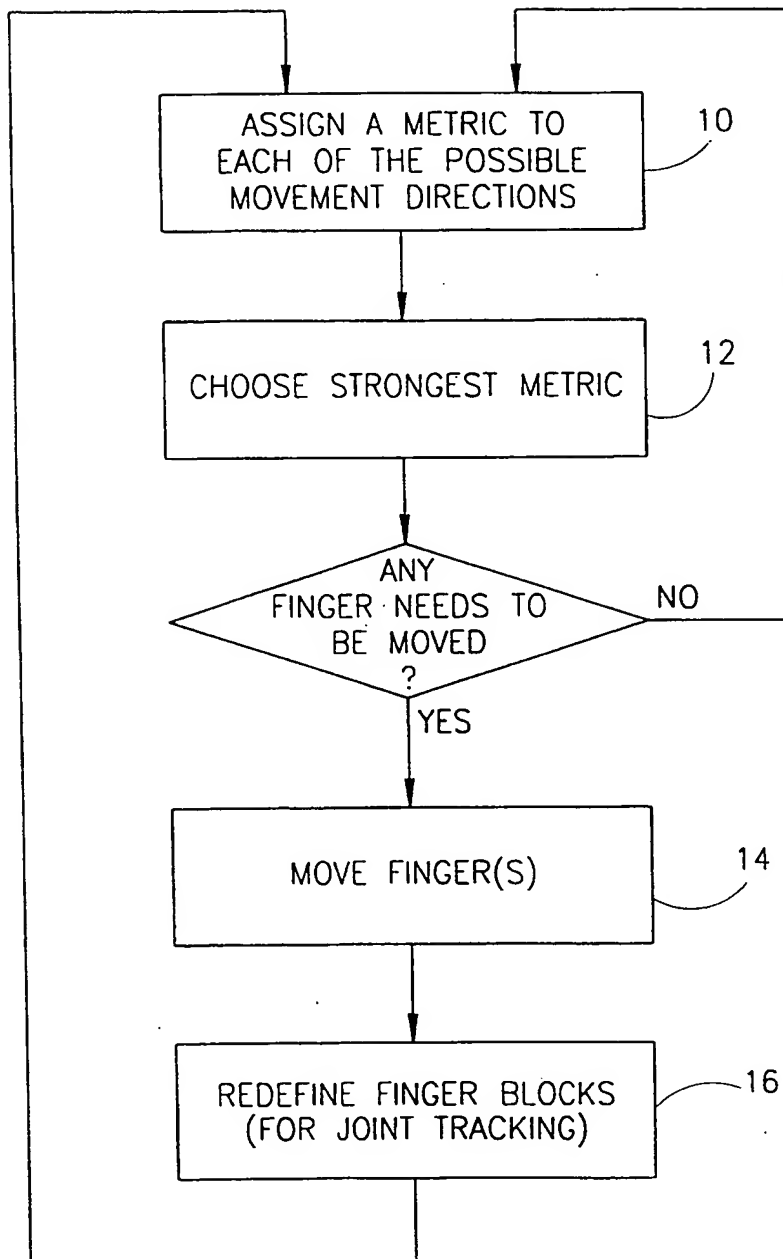 ASSIGN A METRIC TO
EACH OF THE POSSIBLE
MOVEMENT DIRECTIONS
10
CHOOSE STRONGEST METRIC
12
ANY
FINGER NEEDS TO
BE MOVED
?
NO
YES
MOVE FINGER(S)
14
REDEFINE FINGER BLOCKS
(FOR JOINT TRACKING)
16